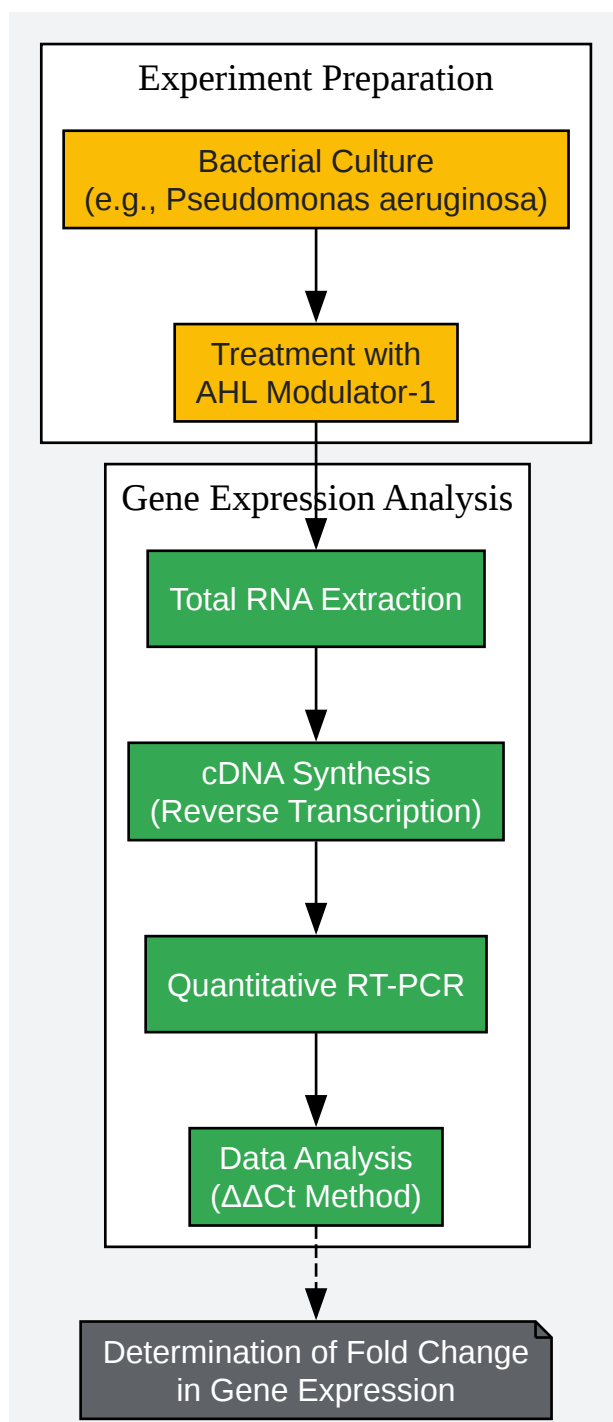 Experiment Preparation
Bacterial Culture
(e.g., Pseudomonas aeruginosa)
Treatment with
AHL Modulator-1
Gene Expression Analysis
Total RNA Extraction
cDNA Synthesis
(Reverse Transcription)
Quantitative RT-PCR
Data Analysis
(ΔΔCt Method)
Determination of Fold Change
in Gene Expression